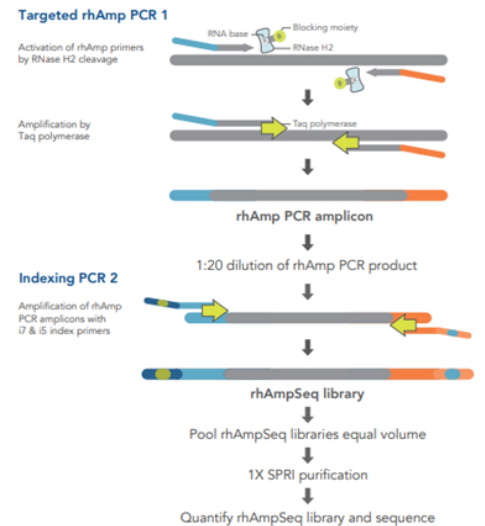 Targeted rhAmp PCR 1
RNA base
Blocking moiety
RNase H2
Activation of rhAmp primers
by RNase H2 cleavage
Amplification by
Taq polymerase
Taq polymerase
rhAmp PCR amplicon
1:20 dilution of rhAmp PCR product
Indexing PCR 2
Amplification of rhAmp
PCR amplicons with
i7 & i5 index primers
rhAmpSeq library
Pool rhAmpSeq libraries equal volume
1X SPRI purification
Quantify rhAmpSeq library and sequence